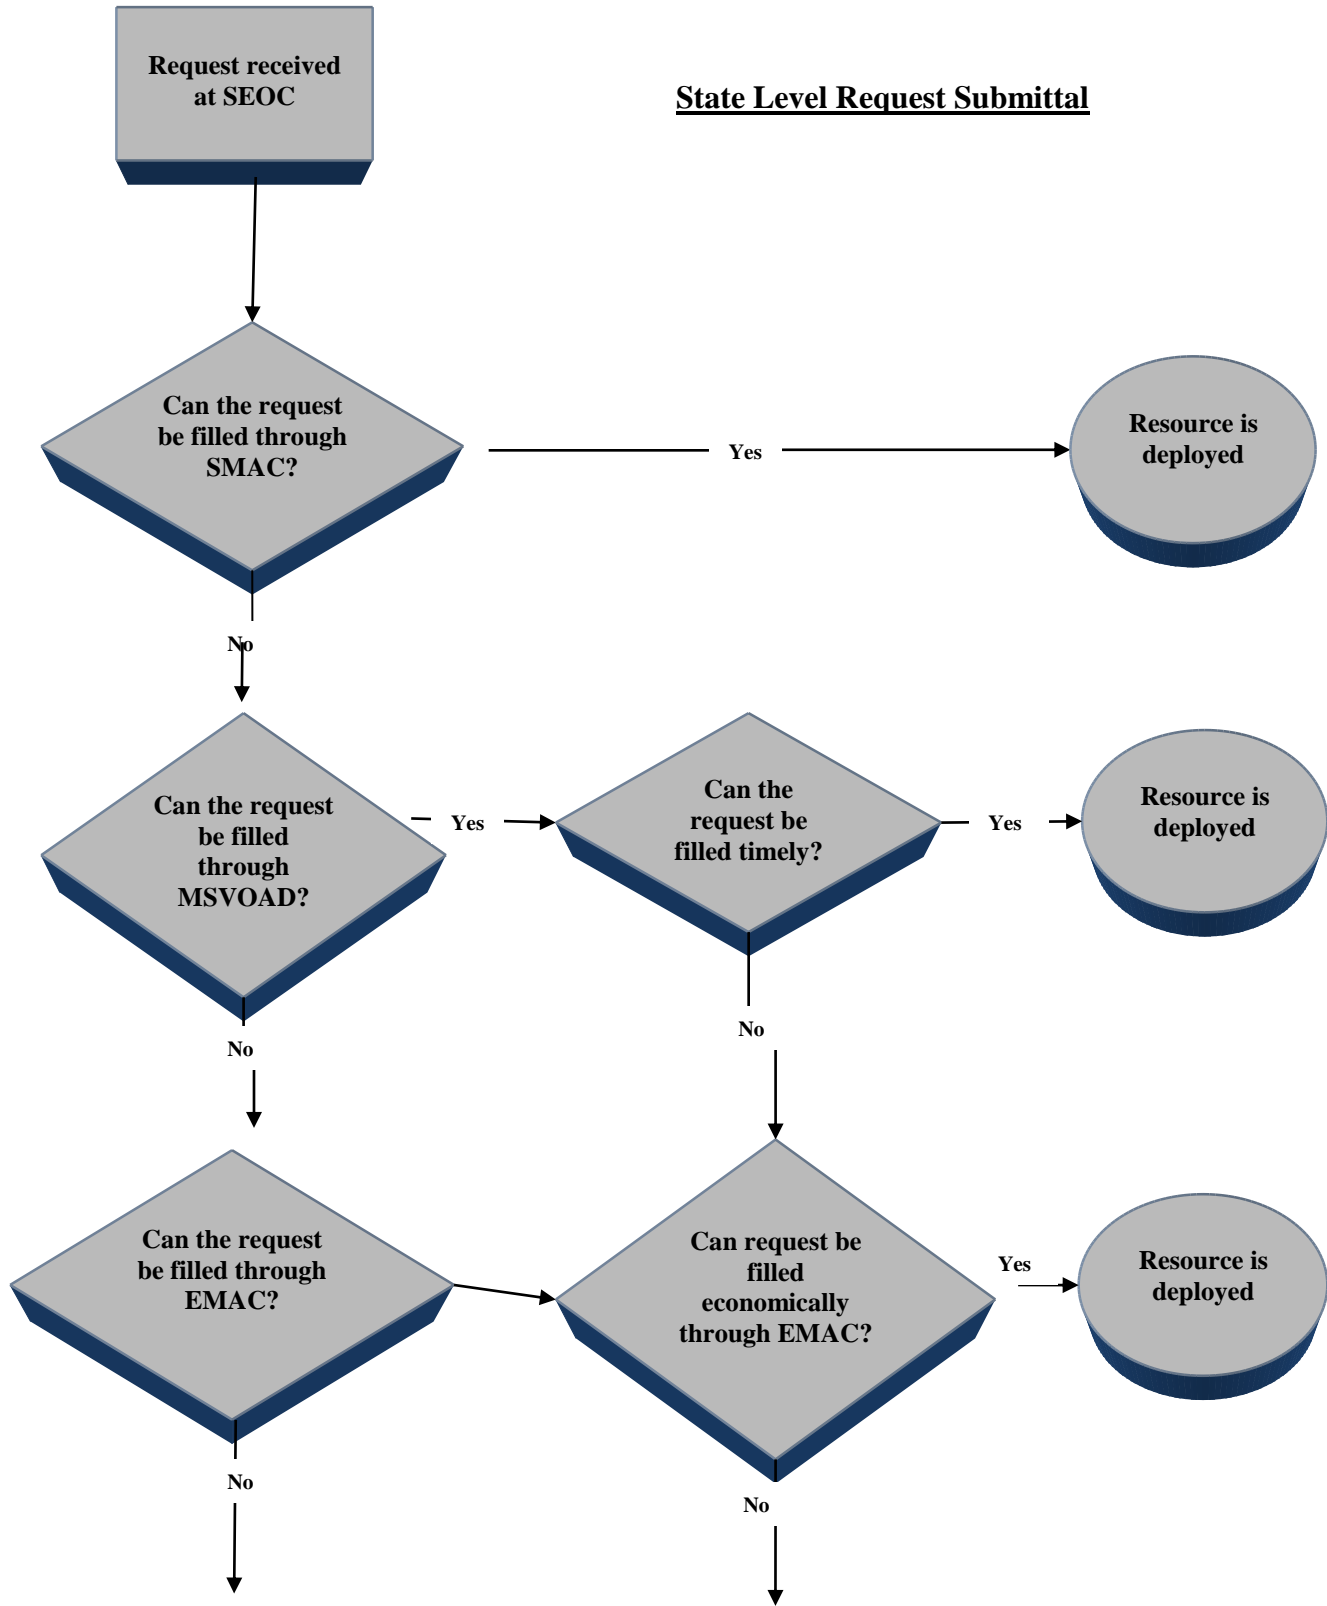 Request received
at SEOC
State Level Request Submittal
Can the request
be filled through
SMAC?
Yes
Resource is
deployed
No
Can the request
be filled
through
MSVOAD?
Yes
Can the
request be
filled timely?
Yes
Resource is
deployed
No
No
Can the request
be filled through
EMAC?
Can request be
filled
economically
through EMAC?
Yes
Resource is
deployed
No
No